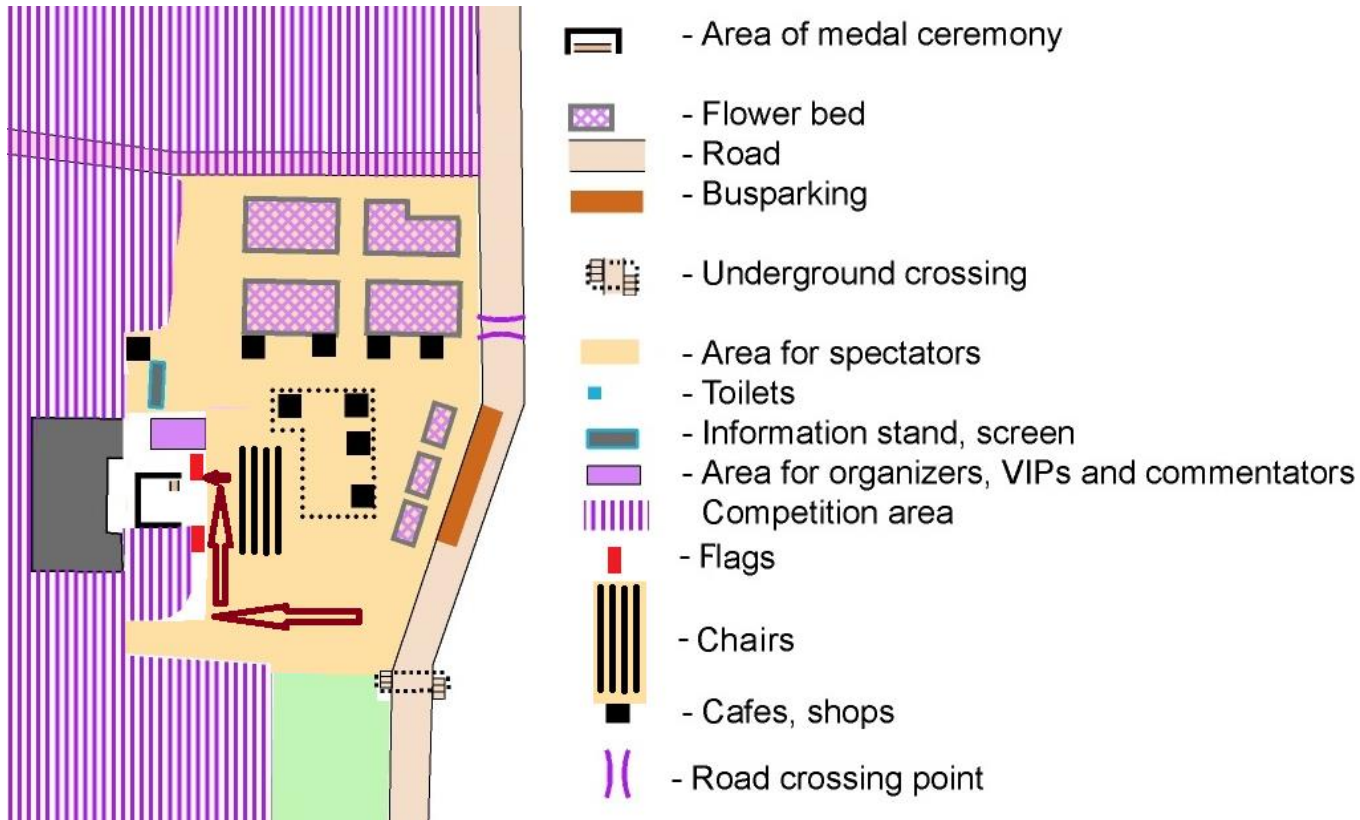 - Area of medal ceremony
- Flower bed
- Road
- Busparking
- Underground crossing
- Area for spectators
- Toilets
- Information stand, screen
- Area for organizers, VIPs and commentators
Competition area
- Flags
- Chairs
- Cafes, shops
- Road crossing point